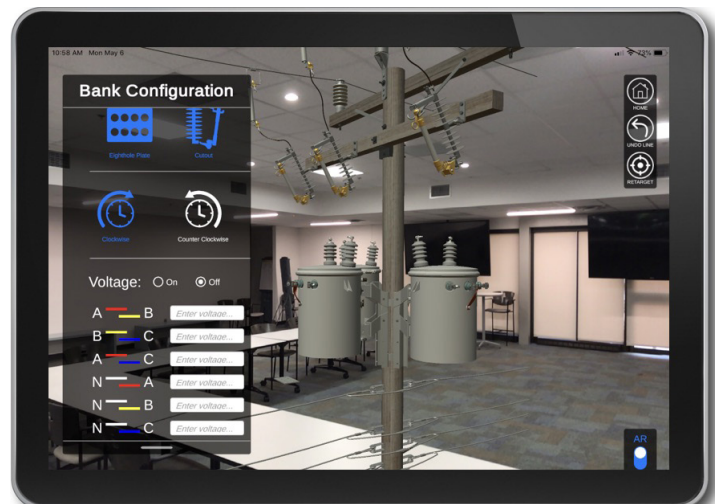 10:58 AM Mon May 6
73%
Bank Configuration
Eighthole Plate
Cutout
Clockwise
Counter Clockwise
Voltage: On Off
A B Enter voltage...
B C Enter voltage...
A C Enter voltage...
N A Enter voltage...
N B Enter voltage...
N C Enter voltage...
HOME
UNDO LINE
RETARGET
AR